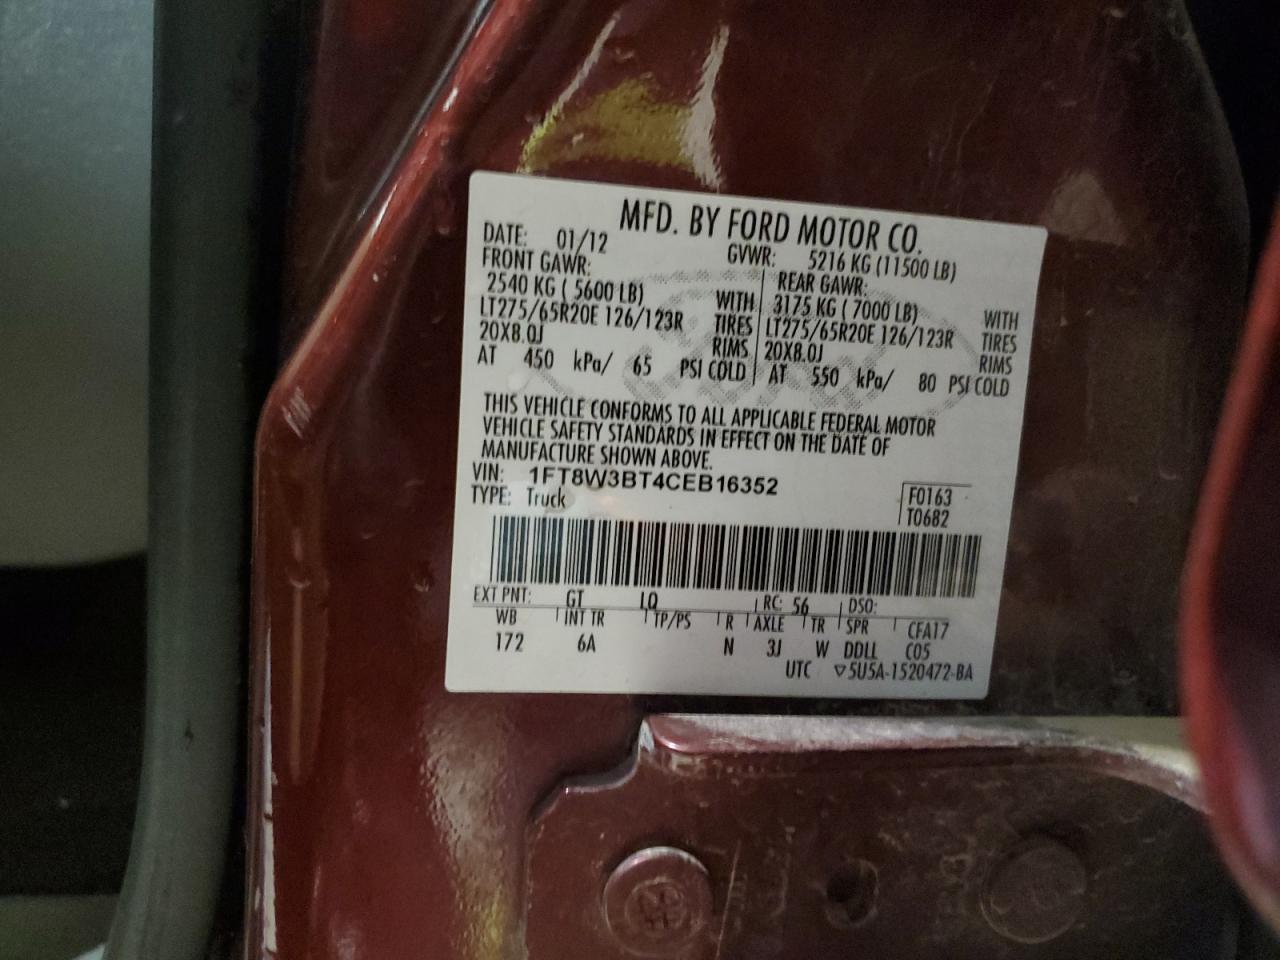 MFD. BY FORD MOTOR CO.
DATE: 01/12 GVWR: 5216 KG (11500 LB)
FRONT GAWR: REAR GAWR:
2540 KG ( 5600 LB) WITH 3175 KG ( 7000 LB) WITH
LT275/65R20E 126/123R TIRES LT275/65R20E 126/123R TIRES
20X8.0J RIMS 20X8.0J RIMS
AT 450 kPa/ 65 PSI COLD AT 550 kPa/ 80 PSI COLD
THIS VEHICLE CONFORMS TO ALL APPLICABLE FEDERAL MOTOR
VEHICLE SAFETY STANDARDS IN EFFECT ON THE DATE OF
MANUFACTURE SHOWN ABOVE.
VIN: 1FT8W3BT4CEB16352
TYPE: Truck
F0163
T0682
EXT PNT: GT LQ RC: 56 DSO:
WB INT TR TP/PS R AXLE TR SPR CFA17
172 6A N 3J W DDLL C05
UTC ▽5U5A-1520472-BA